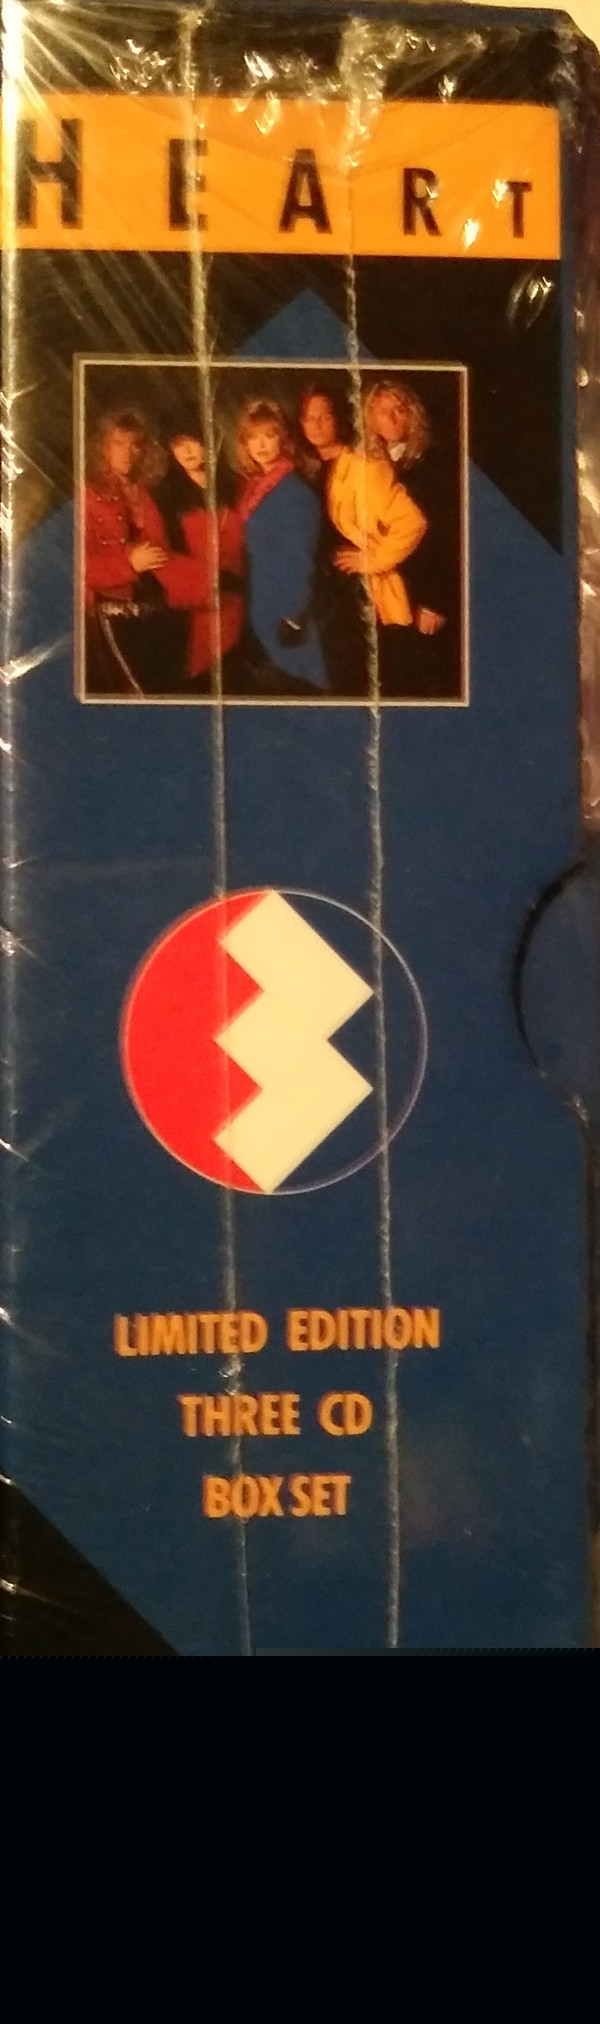 HEART
LIMITED EDITION
THREE CD
BOX SET